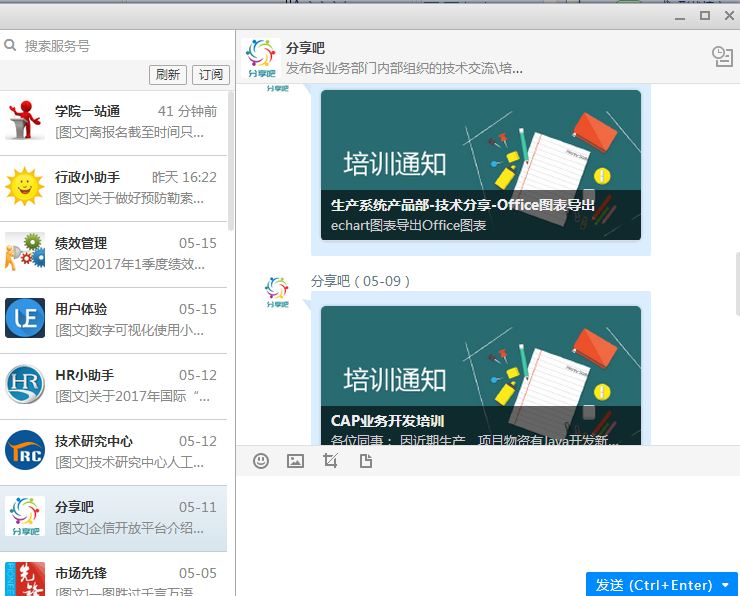 搜索服务号
刷新
订阅
学院一站通
41 分钟前
[图文]离报名截至时间只...
行政小助手
昨天 16:22
[图文]关于做好预防勒索...
绩效管理
05-15
[图文]2017年1季度绩效...
用户体验
05-15
[图文]数字可视化使用小...
HR小助手
05-12
[图文]关于2017年国际“...
技术研究中心
05-12
[图文]技术研究中心人工...
分享吧
05-11
[图文]企信开放平台介绍...
市场先锋
05-05
[图文]一图胜过千言万语
UE
HR
TRC
分享吧
先锋
分享吧
分享吧
发布各业务部门内部组织的技术交流\培...
分享吧
培训通知
生产系统产品部-技术分享-Office图表导出
echart图表导出Office图表
分享吧（05-09）
分享吧
培训通知
CAP业务开发培训
各位同事：因近期生产、项目物资有Java开发新...
发送 (Ctrl+Enter)